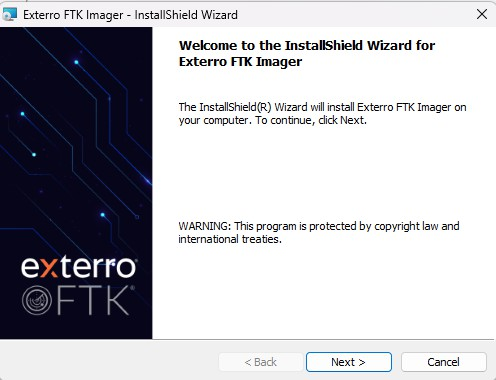 Exterro FTK Imager - InstallShield Wizard
Welcome to the InstallShield Wizard for
Exterro FTK Imager
The InstallShield(R) Wizard will install Exterro FTK Imager on
your computer. To continue, click Next.
WARNING: This program is protected by copyright law and
international treaties.
exterro
FTK®
< Back
Next >
Cancel